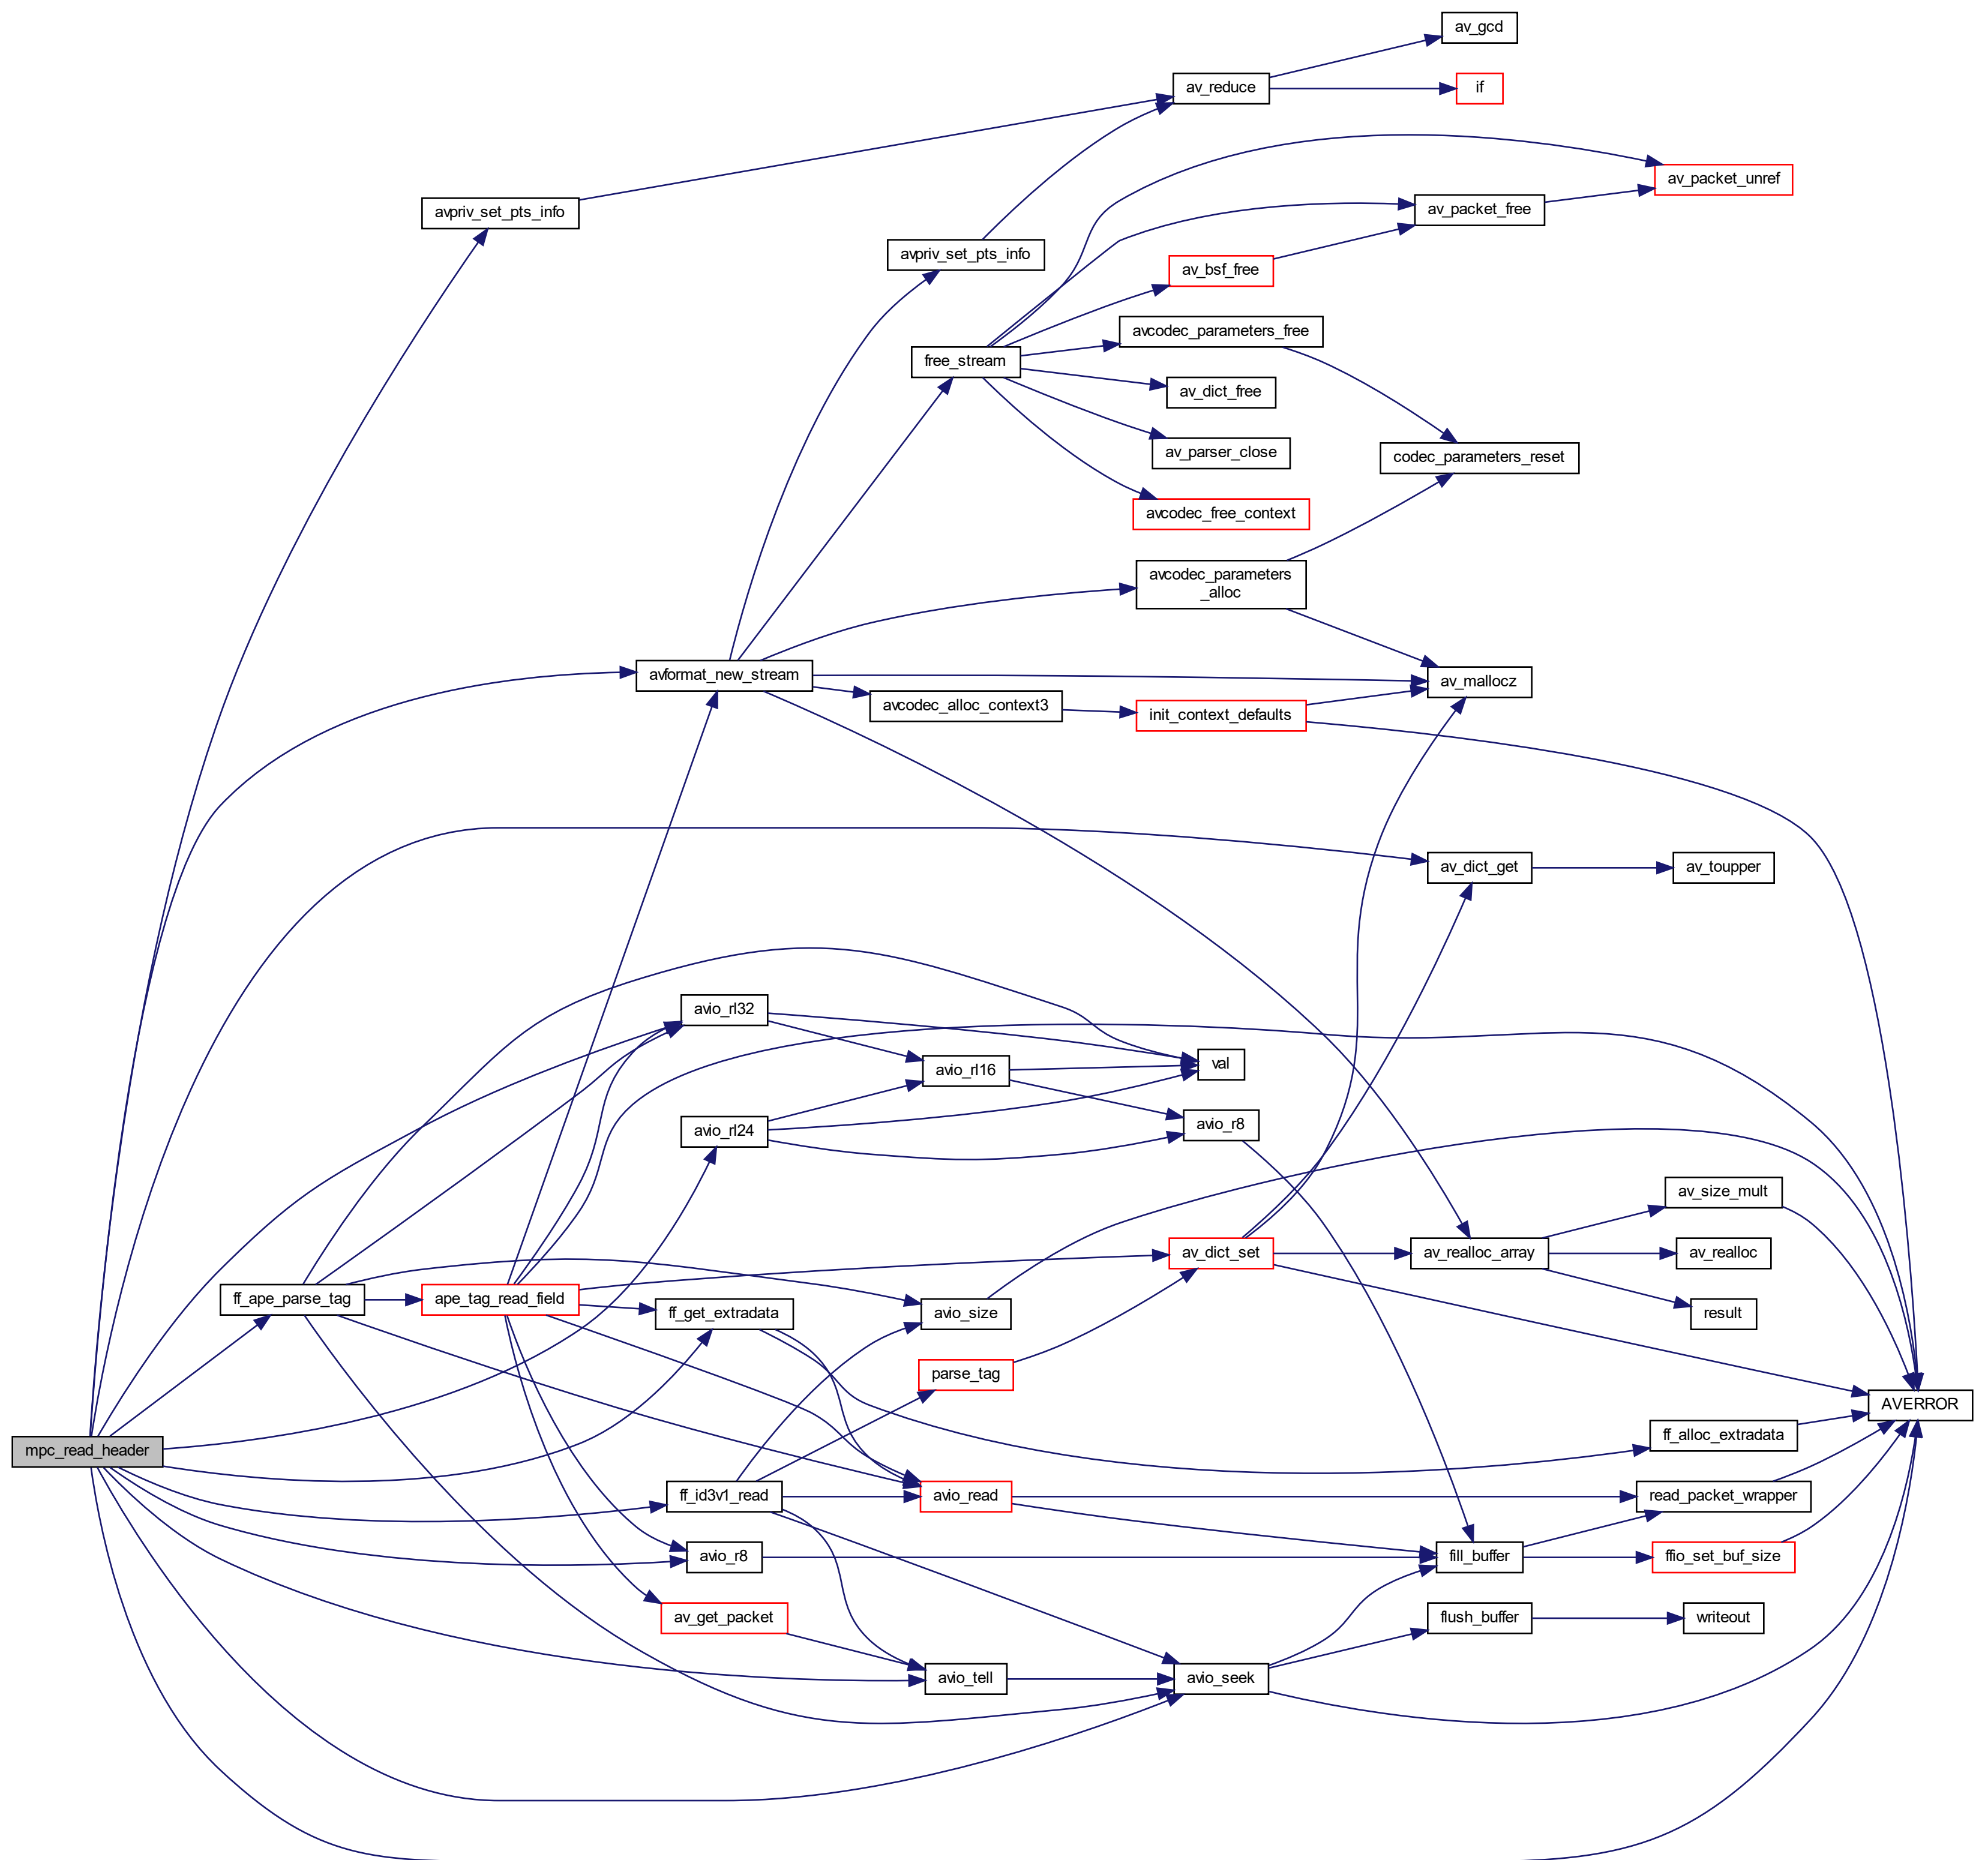 av_gcd
av_reduce
if
av_packet_unref
avpriv_set_pts_info
av_packet_free
avpriv_set_pts_info
av_bsf_free
avcodec_parameters_free
free_stream
av_dict_free
av_parser_close
codec_parameters_reset
avcodec_free_context
avcodec_parameters
_alloc
avformat_new_stream
av_mallocz
avcodec_alloc_context3
init_context_defaults
av_dict_get
av_toupper
avio_rl32
val
avio_rl16
avio_rl24
avio_r8
av_size_mult
av_dict_set
av_realloc_array
av_realloc
ff_ape_parse_tag
ape_tag_read_field
ff_get_extradata
avio_size
result
parse_tag
AVERROR
ff_alloc_extradata
mpc_read_header
ff_id3v1_read
avio_read
read_packet_wrapper
avio_r8
fill_buffer
ffio_set_buf_size
av_get_packet
flush_buffer
writeout
avio_tell
avio_seek